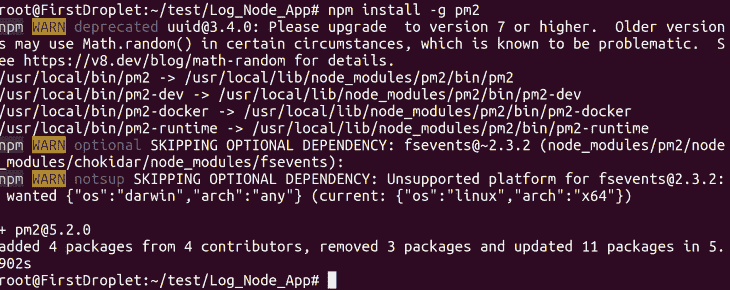 root@FirstDroplet:~/test/Log_Node_App# npm install -g pm2
npm WARN deprecated uuid@3.4.0: Please upgrade  to version 7 or higher.  Older version
s may use Math.random() in certain circumstances, which is known to be problematic.  S
ee https://v8.dev/blog/math-random for details.
/usr/local/bin/pm2 -> /usr/local/lib/node_modules/pm2/bin/pm2
/usr/local/bin/pm2-dev -> /usr/local/lib/node_modules/pm2/bin/pm2-dev
/usr/local/bin/pm2-docker -> /usr/local/lib/node_modules/pm2/bin/pm2-docker
/usr/local/bin/pm2-runtime -> /usr/local/lib/node_modules/pm2/bin/pm2-runtime
npm WARN optional SKIPPING OPTIONAL DEPENDENCY: fsevents@~2.3.2 (node_modules/pm2/node
_modules/chokidar/node_modules/fsevents):
npm WARN notsup SKIPPING OPTIONAL DEPENDENCY: Unsupported platform for fsevents@2.3.2:
 wanted {"os":"darwin","arch":"any"} (current: {"os":"linux","arch":"x64"})
+ pm2@5.2.0
added 4 packages from 4 contributors, removed 3 packages and updated 11 packages in 5.
902s
root@FirstDroplet:~/test/Log_Node_App#